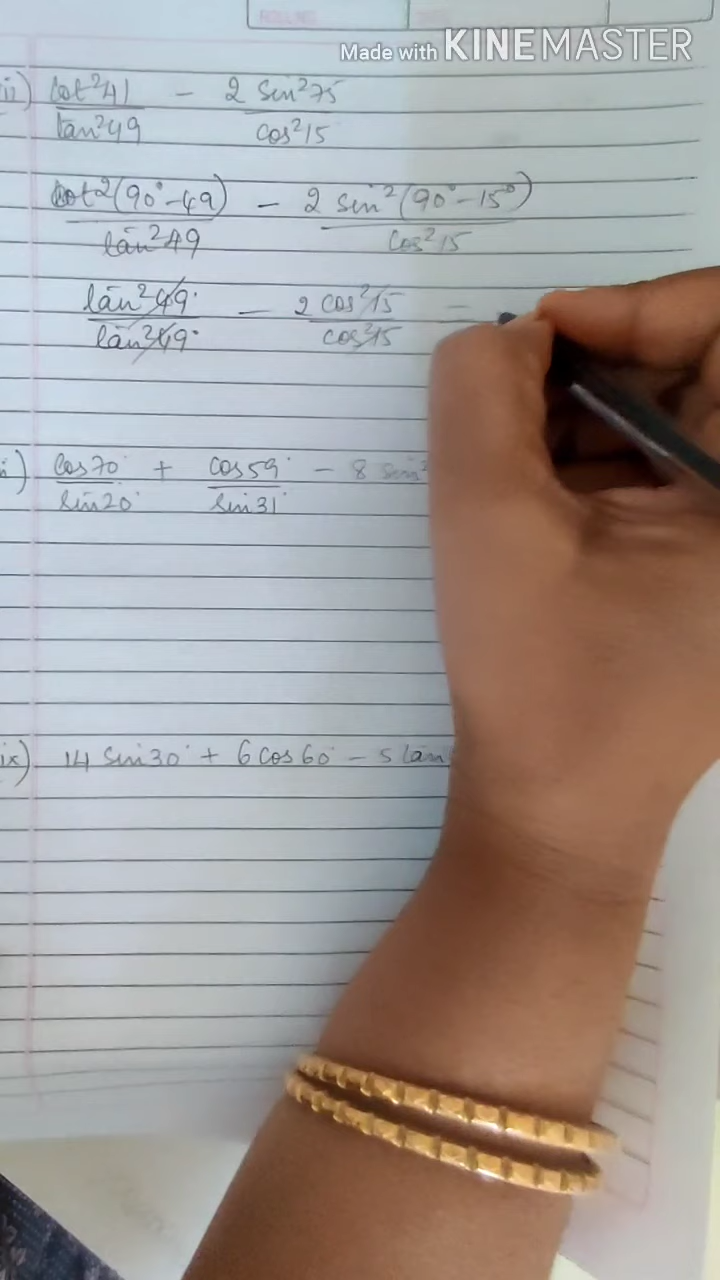 Made with KINEMASTER
ii) cot²41/tan²49 − 2 sin²75/cos²15
cot2(90°−49)/tan²49 − 2 sin²(90°−15°)/cos²15
tan²49°/tan²49° − 2 cos²15/cos²15 =
i) cos70°/sin20° + cos59°/sin31° − 8 sin²
ix) 14 sin30° + 6 cos60° − 5 tan